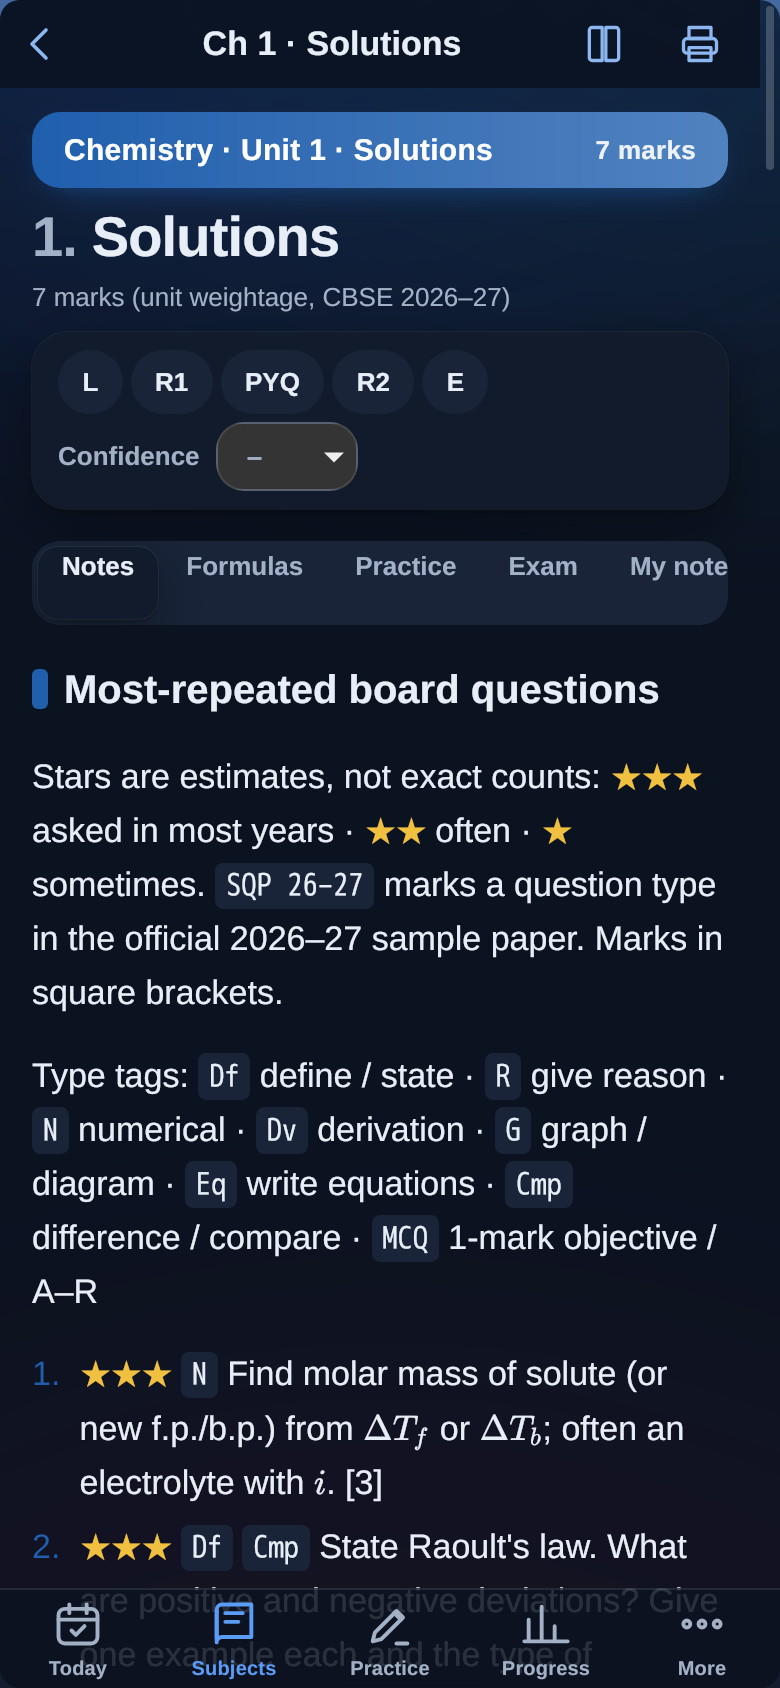 Ch 1 · Solutions
Chemistry · Unit 1 · Solutions 7 marks
1. Solutions
7 marks (unit weightage, CBSE 2026–27)
L R1 PYQ R2 E
Confidence –
Notes Formulas Practice Exam My note
Most-repeated board questions
Stars are estimates, not exact counts: ★★★
asked in most years · ★★ often · ★
sometimes. SQP 26–27 marks a question type
in the official 2026–27 sample paper. Marks in
square brackets.
Type tags: Df define / state · R give reason ·
N numerical · Dv derivation · G graph /
diagram · Eq write equations · Cmp
difference / compare · MCQ 1-mark objective /
A–R
1. ★★★ N Find molar mass of solute (or
new f.p./b.p.) from ΔT_f or ΔT_b; often an
electrolyte with i. [3]
2. ★★★ Df Cmp State Raoult's law. What
are positive and negative deviations? Give
one example each and the type of
Today Subjects Practice Progress More